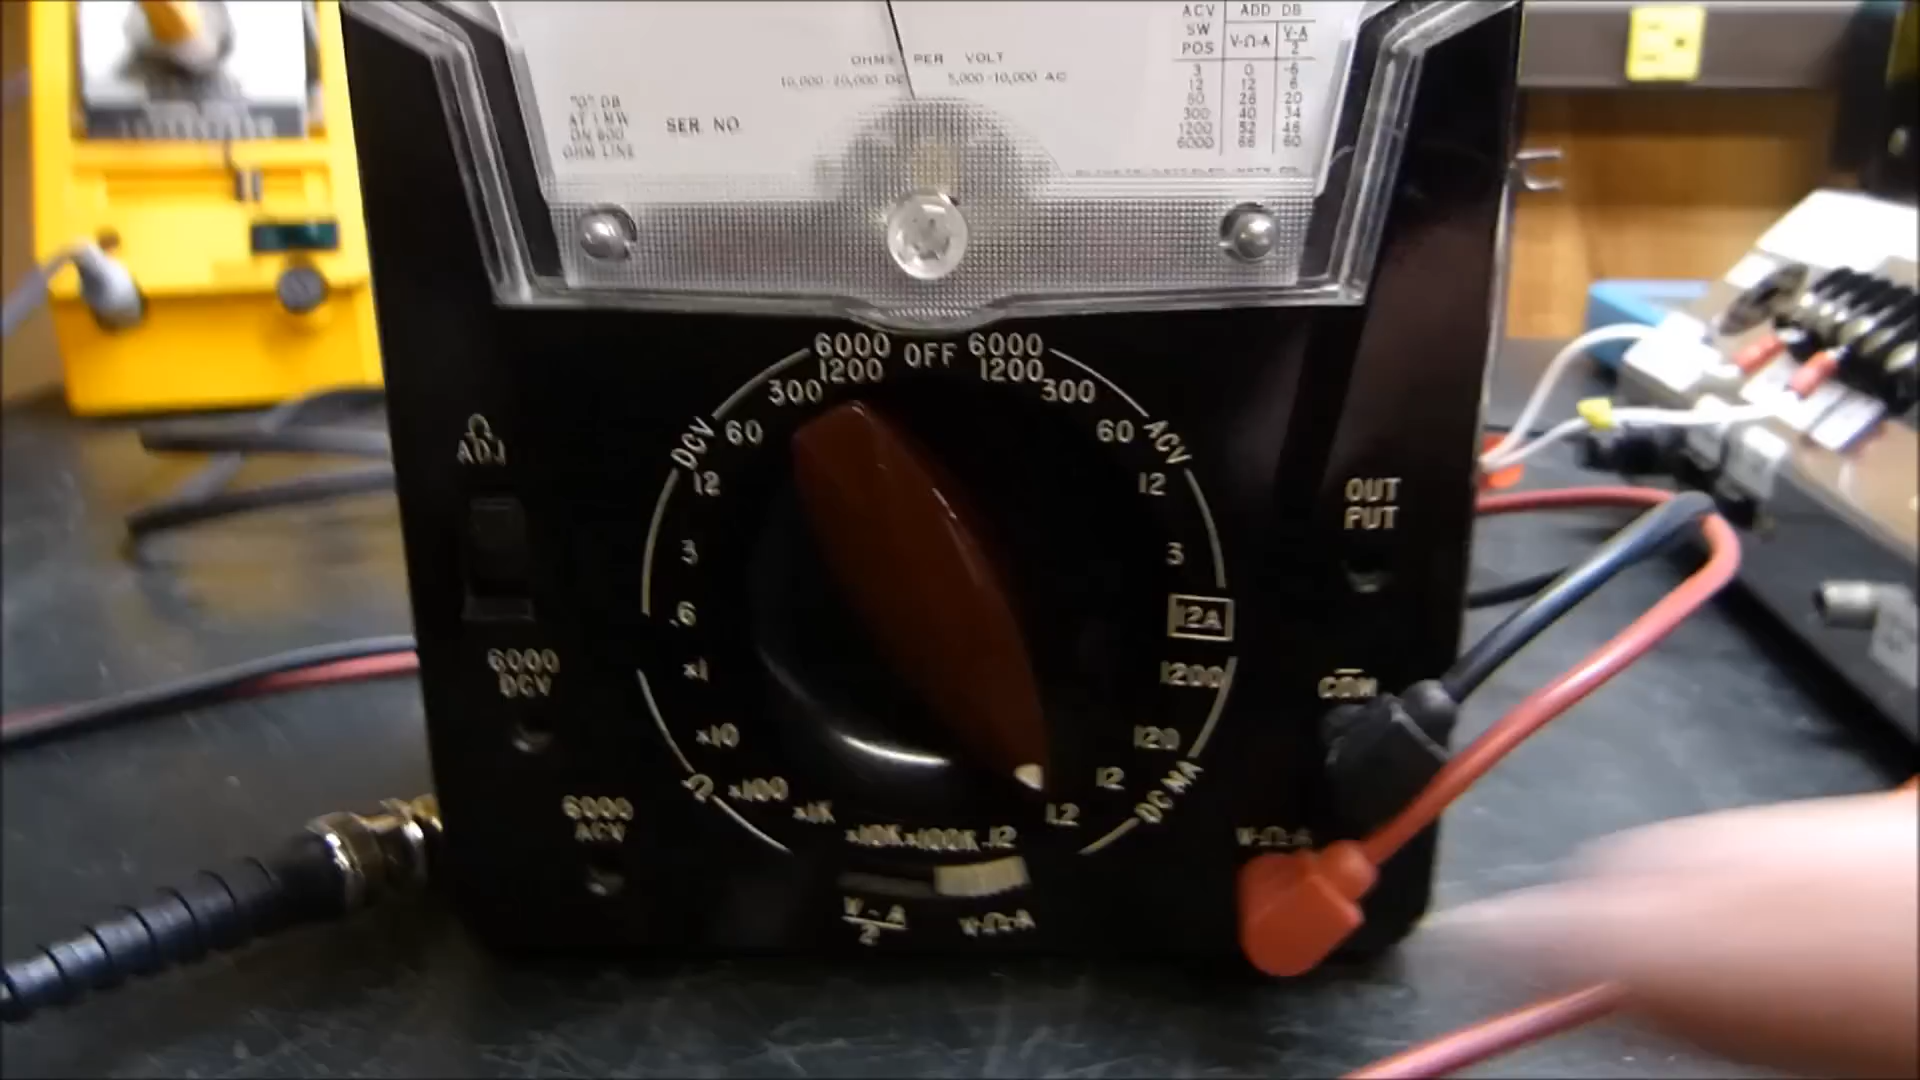 ACV ADD DB
SW POS V-Ω-A V-A/2
3 0 -6
12 12 6
60 26 20
300 40 34
1200 52 46
6000 66 60
OHMS PER VOLT
10,000-20,000 DC 5,000-10,000 AC
"0" DB
AT 1 MW
ON 600
OHM LINE
SER. NO.
6000 OFF 6000
1200 1200
300 300
DCV 60 60 ACV
12 12
3 3
.6 12A
x1 1200
x10 120
Ω x100 12 DC MA
x1K 1.2
x10K x100K .12
V-A/2 V-Ω-A
Ω
ADJ
6000
DCV
6000
ACV
OUT
PUT
-
COM
V-Ω-A